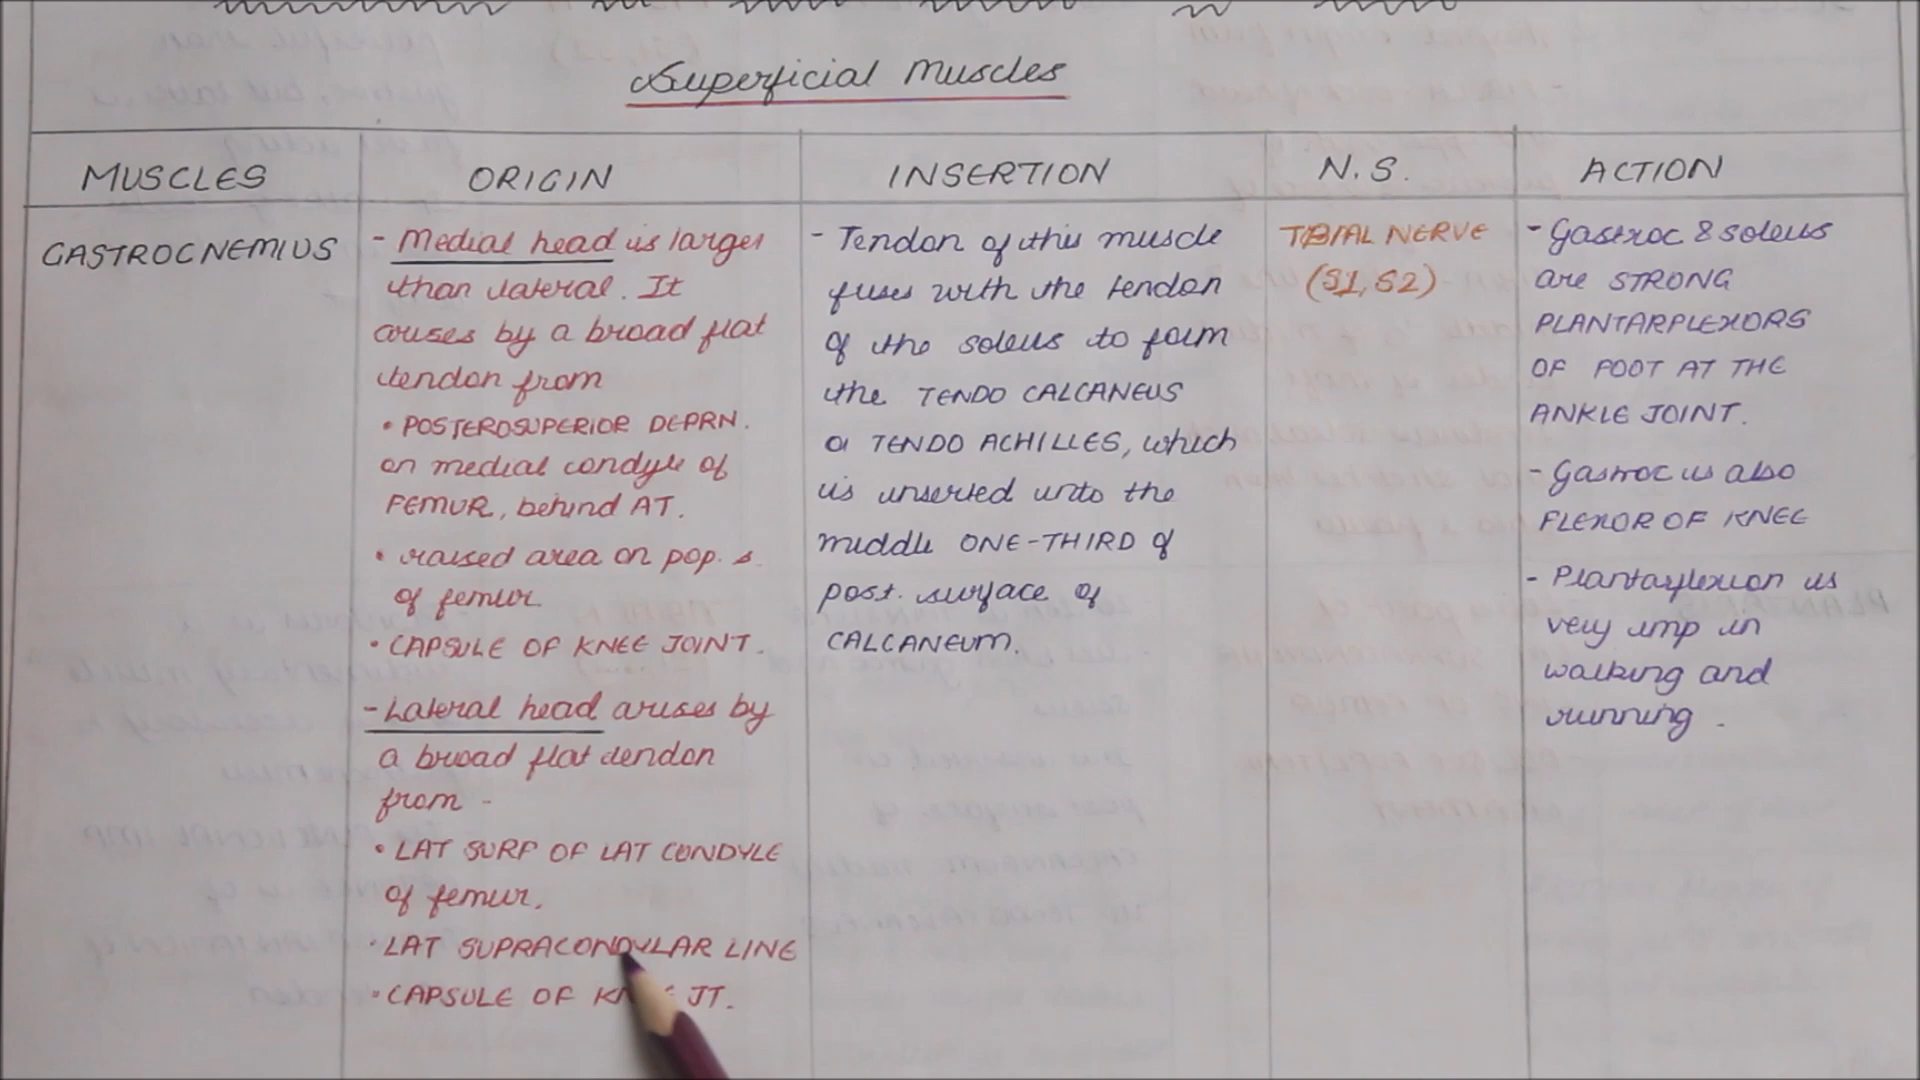 Superficial Muscles
MUSCLES
ORIGIN
INSERTION
N.S.
ACTION
GASTROCNEMIUS
- Medial head is larger
than lateral. It
arises by a broad flat
tendon from
• POSTEROSUPERIOR DEPRN.
on medial condyle of
FEMUR, behind AT.
• raised area on pop. s.
of femur
• CAPSULE OF KNEE JOINT.
- Lateral head arises by
a broad flat tendon
from -
• LAT SURF OF LAT CONDYLE
of femur.
• LAT SUPRACONDYLAR LINE
• CAPSULE OF KNEE JT.
- Tendon of this muscle
fuses with the tendon
of the soleus to form
the TENDO CALCANEUS
a TENDO ACHILLES, which
is inserted into the
middle ONE-THIRD of
post. surface of
CALCANEUM.
TIBIAL NERVE
(S1, S2)
- Gastroc & soleus
are STRONG
PLANTARFLEXORS
OF FOOT AT THE
ANKLE JOINT.
- Gastroc is also
FLEXOR OF KNEE
- Plantarflexion is
very imp in
walking and
running.